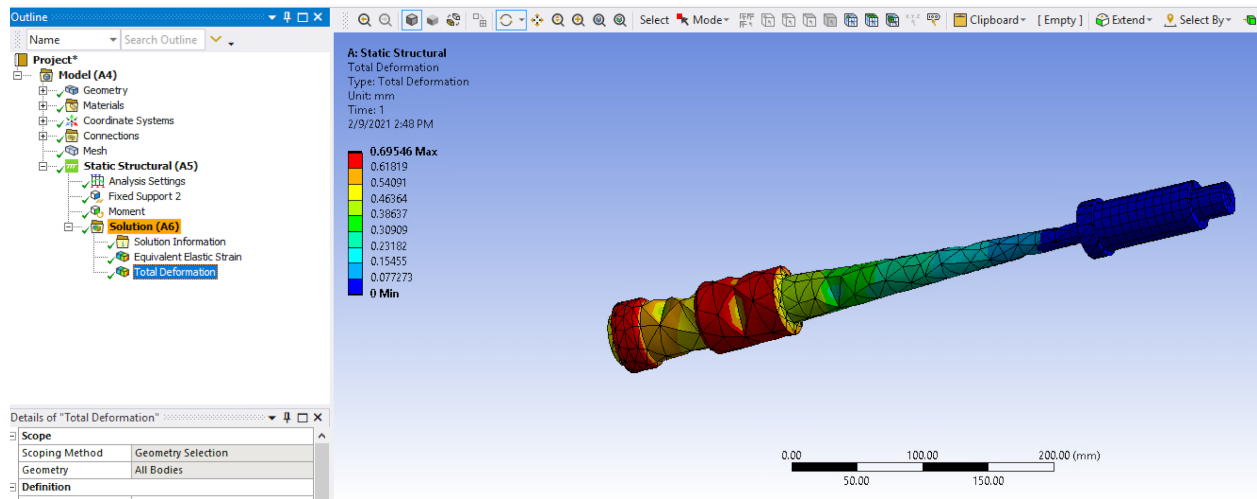 Outline
Name
Search Outline
Project*
Model (A4)
Geometry
Materials
Coordinate Systems
Connections
Mesh
Static Structural (A5)
Analysis Settings
Fixed Support 2
Moment
Solution (A6)
Solution Information
Equivalent Elastic Strain
Total Deformation
Details of "Total Deformation"
Scope
Scoping Method Geometry Selection
Geometry All Bodies
Definition
Select Mode Clipboard [ Empty ] Extend Select By
A: Static Structural
Total Deformation
Type: Total Deformation
Unit: mm
Time: 1
2/9/2021 2:48 PM
0.69546 Max
0.61819
0.54091
0.46364
0.38637
0.30909
0.23182
0.15455
0.077273
0 Min
0.00 100.00 200.00 (mm)
50.00 150.00